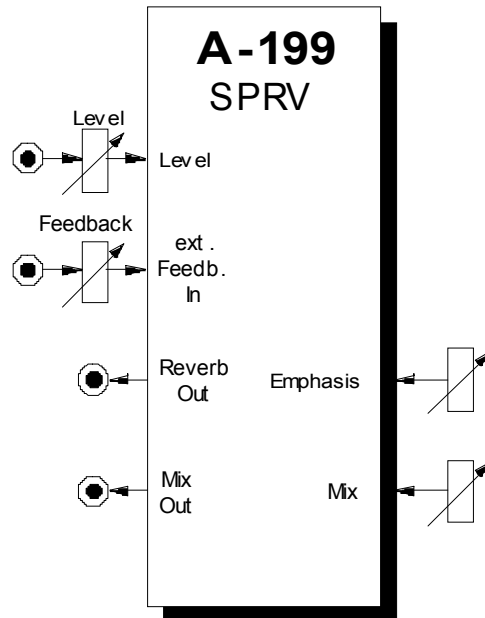 A-199
SPRV
Level
Level
Feedback
ext.
Feedb.
In
Reverb
Out
Emphasis
Mix
Out
Mix